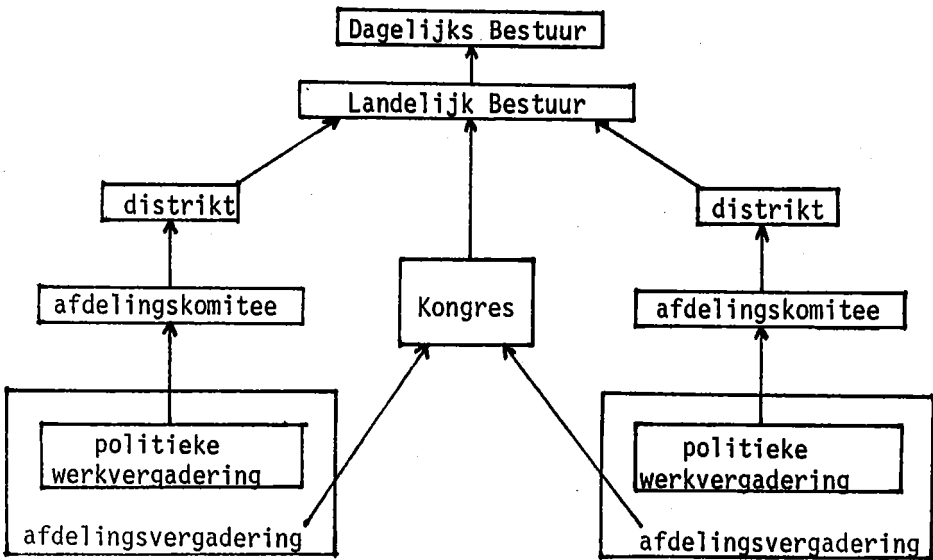 Dagelijks Bestuur
Landelijk Bestuur
distrikt
distrikt
afdelingskomitee
Kongres
afdelingskomitee
politieke
werkvergadering
politieke
werkvergadering
afdelingsvergadering
afdelingsvergadering